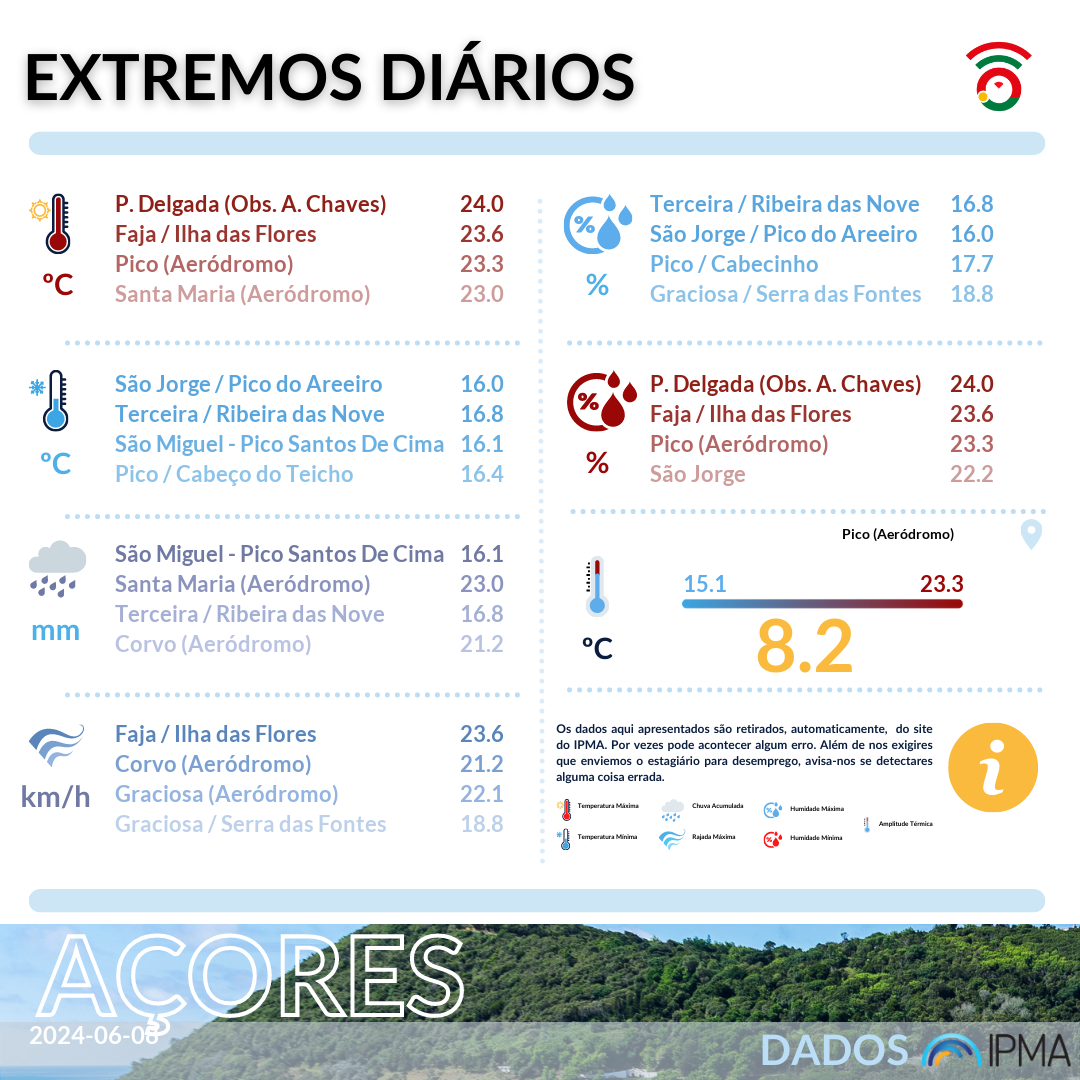 EXTREMOS DIÁRIOS
P. Delgada (Obs. A. Chaves) 24.0
Faja / Ilha das Flores 23.6
Pico (Aeródromo) 23.3
Santa Maria (Aeródromo) 23.0
ºC
São Jorge / Pico do Areeiro 16.0
Terceira / Ribeira das Nove 16.8
São Miguel - Pico Santos De Cima 16.1
Pico / Cabeço do Teicho 16.4
ºC
São Miguel - Pico Santos De Cima 16.1
Santa Maria (Aeródromo) 23.0
Terceira / Ribeira das Nove 16.8
Corvo (Aeródromo) 21.2
mm
Faja / Ilha das Flores 23.6
Corvo (Aeródromo) 21.2
Graciosa (Aeródromo) 22.1
Graciosa / Serra das Fontes 18.8
km/h
%
Terceira / Ribeira das Nove 16.8
São Jorge / Pico do Areeiro 16.0
Pico / Cabecinho 17.7
Graciosa / Serra das Fontes 18.8
%
%
P. Delgada (Obs. A. Chaves) 24.0
Faja / Ilha das Flores 23.6
Pico (Aeródromo) 23.3
São Jorge 22.2
%
Pico (Aeródromo)
15.1 23.3
8.2
ºC
Os dados aqui apresentados são retirados, automaticamente, do site
do IPMA. Por vezes pode acontecer algum erro. Além de nos exigires
que enviemos o estagiário para desemprego, avisa-nos se detectares
alguma coisa errada.
i
Temperatura Máxima Chuva Acumulada Humidade Máxima
Amplitude Térmica
Temperatura Mínima Rajada Máxima Humidade Mínima
AÇORES
2024-06-08
DADOS IPMA